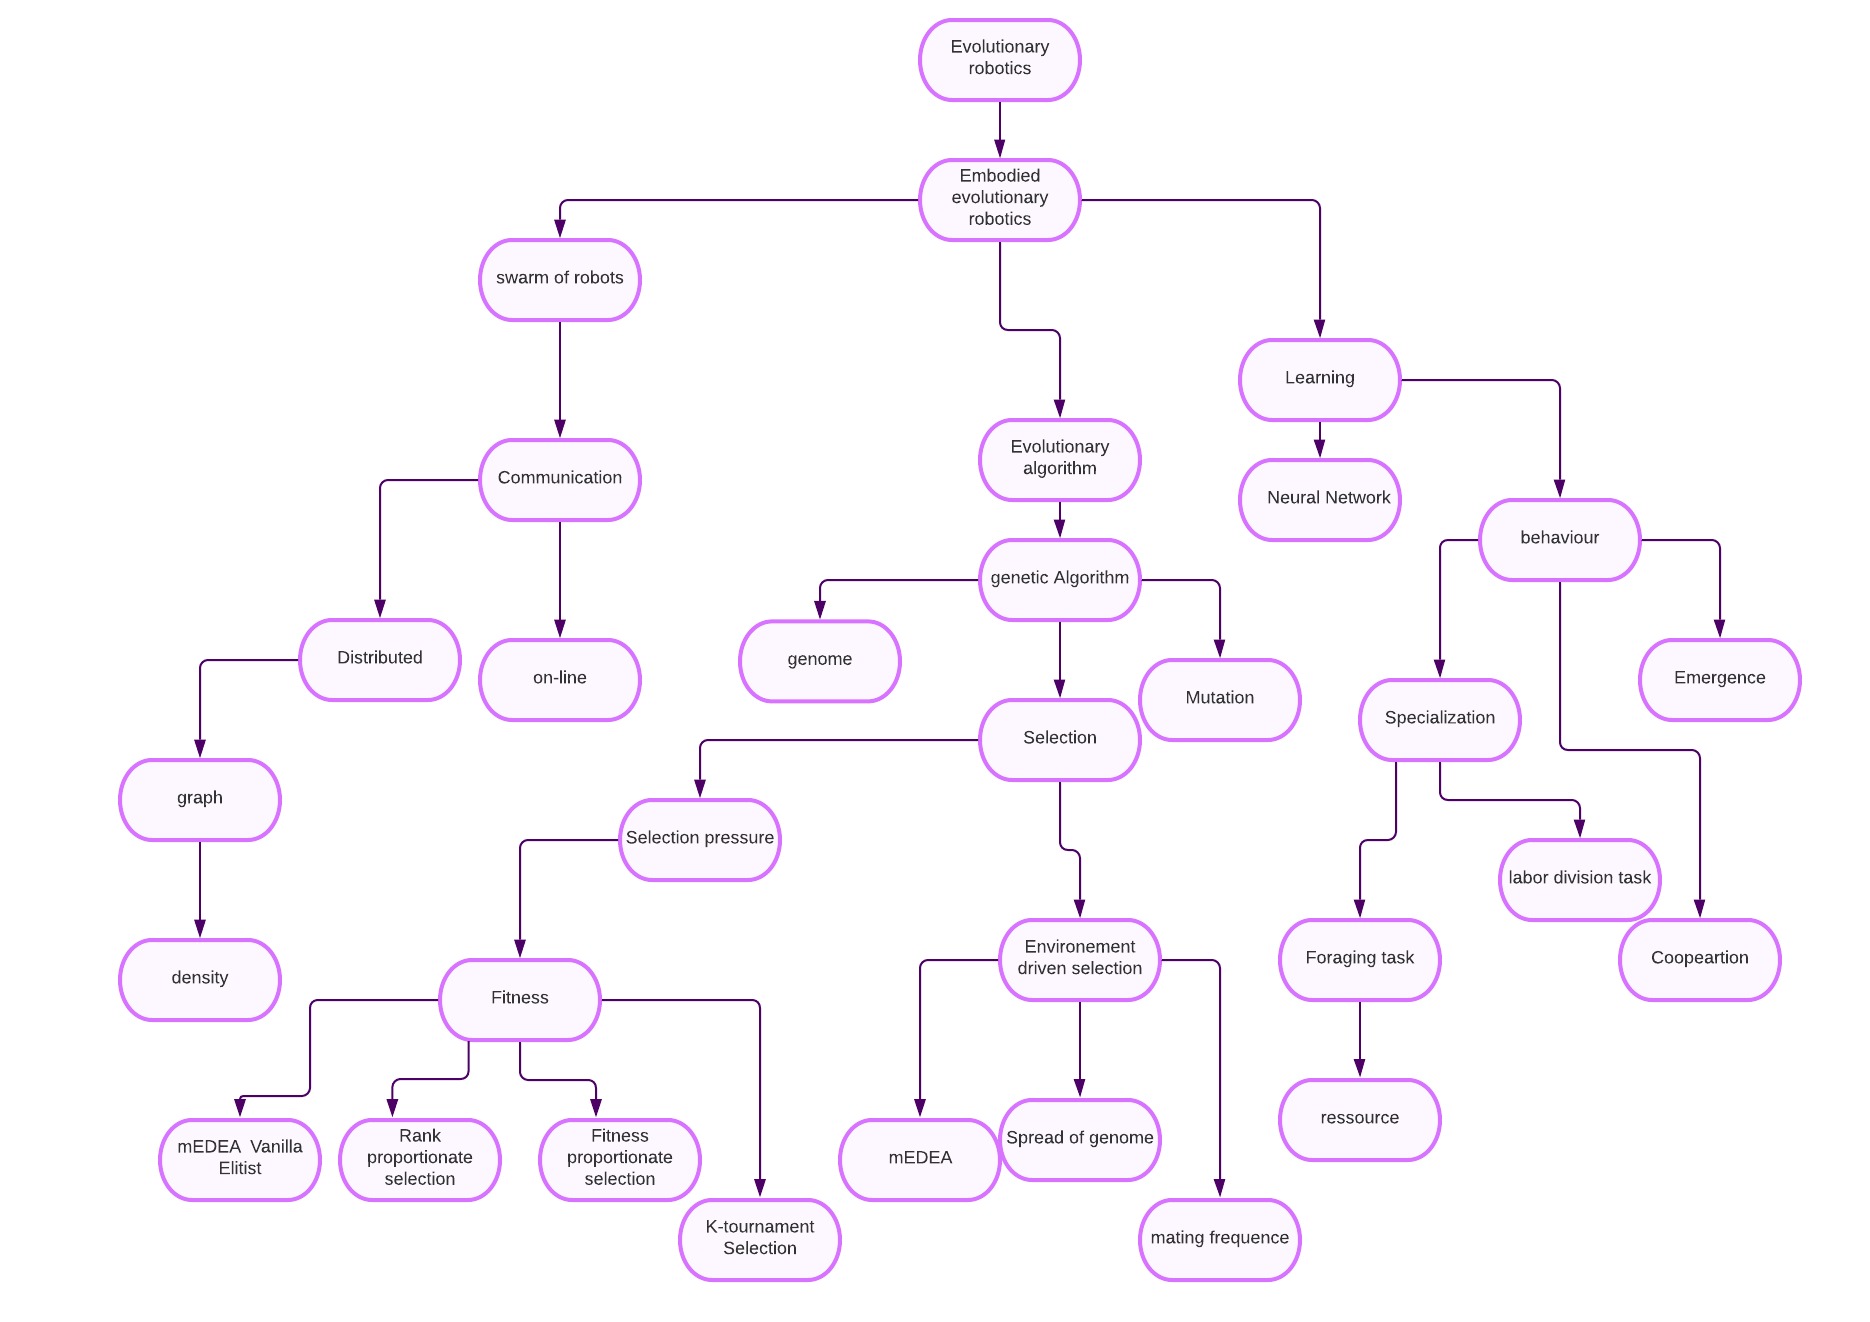 Evolutionary
robotics
Embodied
evolutionary
robotics
swarm of robots
Learning
Evolutionary
algorithm
Communication
Neural Network
behaviour
genetic Algorithm
Distributed
on-line
genome
Mutation
Emergence
Specialization
Selection
graph
Selection pressure
labor division task
Environement
driven selection
Foraging task
Coopeartion
density
Fitness
ressource
mEDEA Vanilla
Elitist
Rank
proportionate
selection
Fitness
proportionate
selection
mEDEA
Spread of genome
K-tournament
Selection
mating frequence